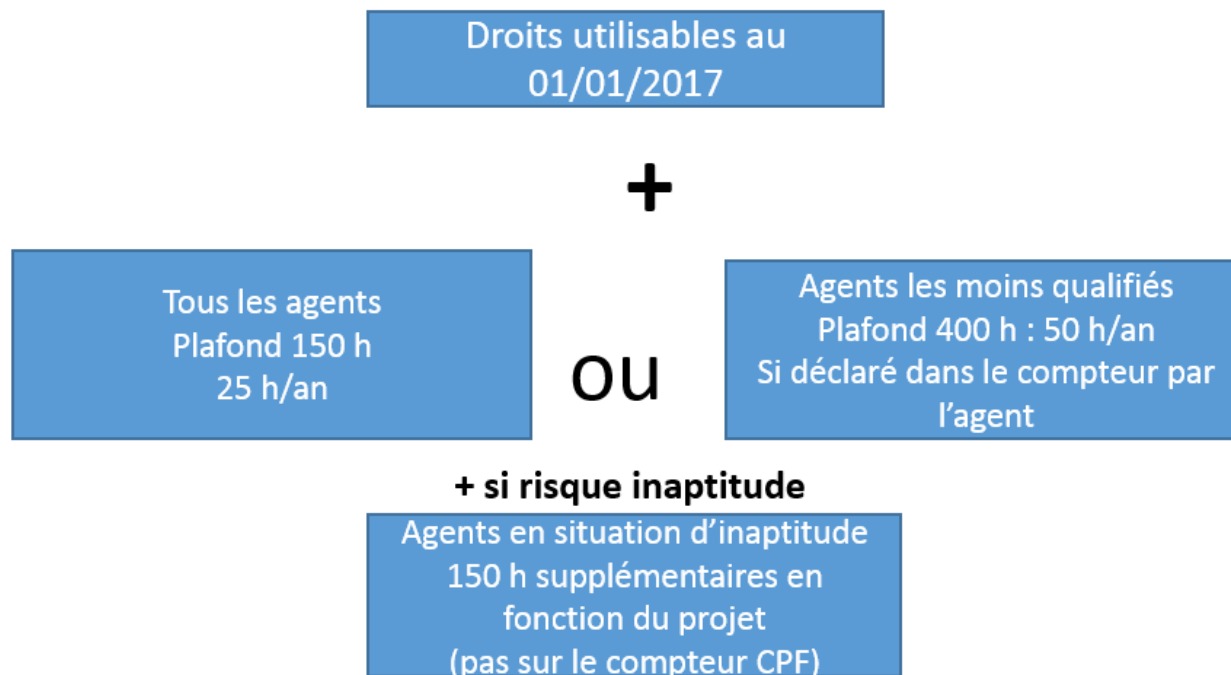 Droits utilisables au
01/01/2017
+
Tous les agents
Plafond 150 h
25 h/an
ou
Agents les moins qualifiés
Plafond 400 h : 50 h/an
Si déclaré dans le compteur par
l’agent
+ si risque inaptitude
Agents en situation d’inaptitude
150 h supplémentaires en
fonction du projet
(pas sur le compteur CPF)